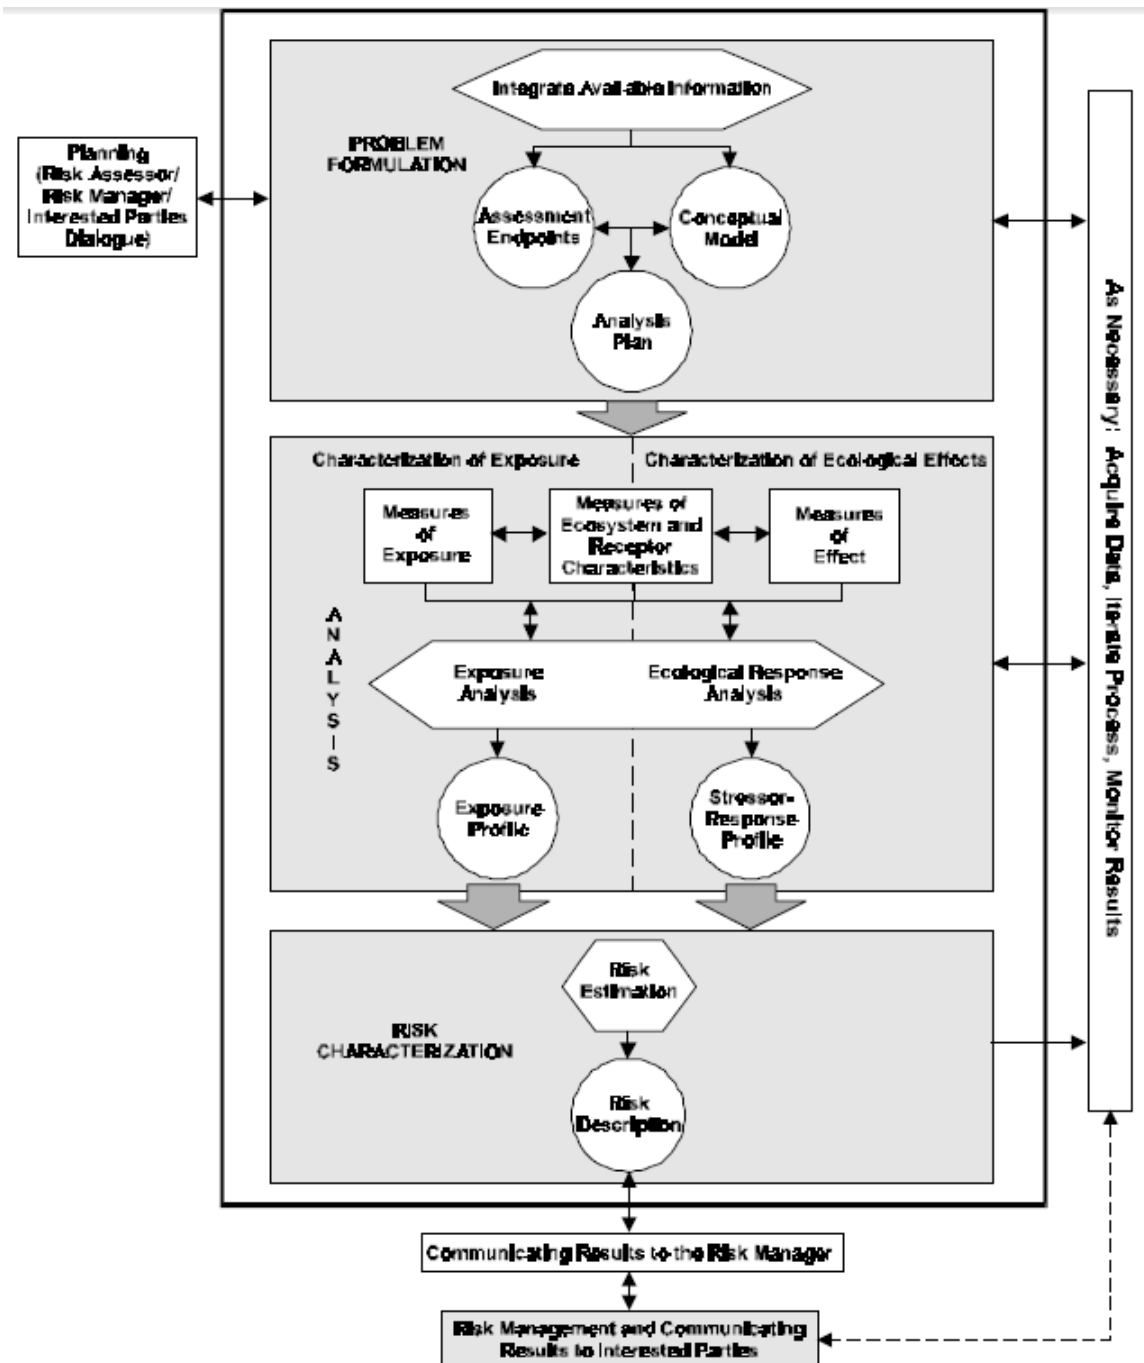 Integrate Available Information
PROBLEM
FORMULATION
Planning
(Risk Assessor/
Risk Manager/
Interested Parties
Dialogue)
Assessment
Endpoints
Conceptual
Model
Analysis
Plan
As Necessary: Acquire Data, Iterate Process, Monitor Results
Characterization of Exposure
Characterization of Ecological Effects
Measures
of
Exposure
Measures of
Ecosystem and
Receptor
Characteristics
Measures
of
Effect
ANALYSIS
Exposure
Analysis
Ecological Response
Analysis
Exposure
Profile
Stressor-
Response
Profile
Risk
Estimation
RISK
CHARACTERIZATION
Risk
Description
Communicating Results to the Risk Manager
Risk Management and Communicating
Results to Interested Parties